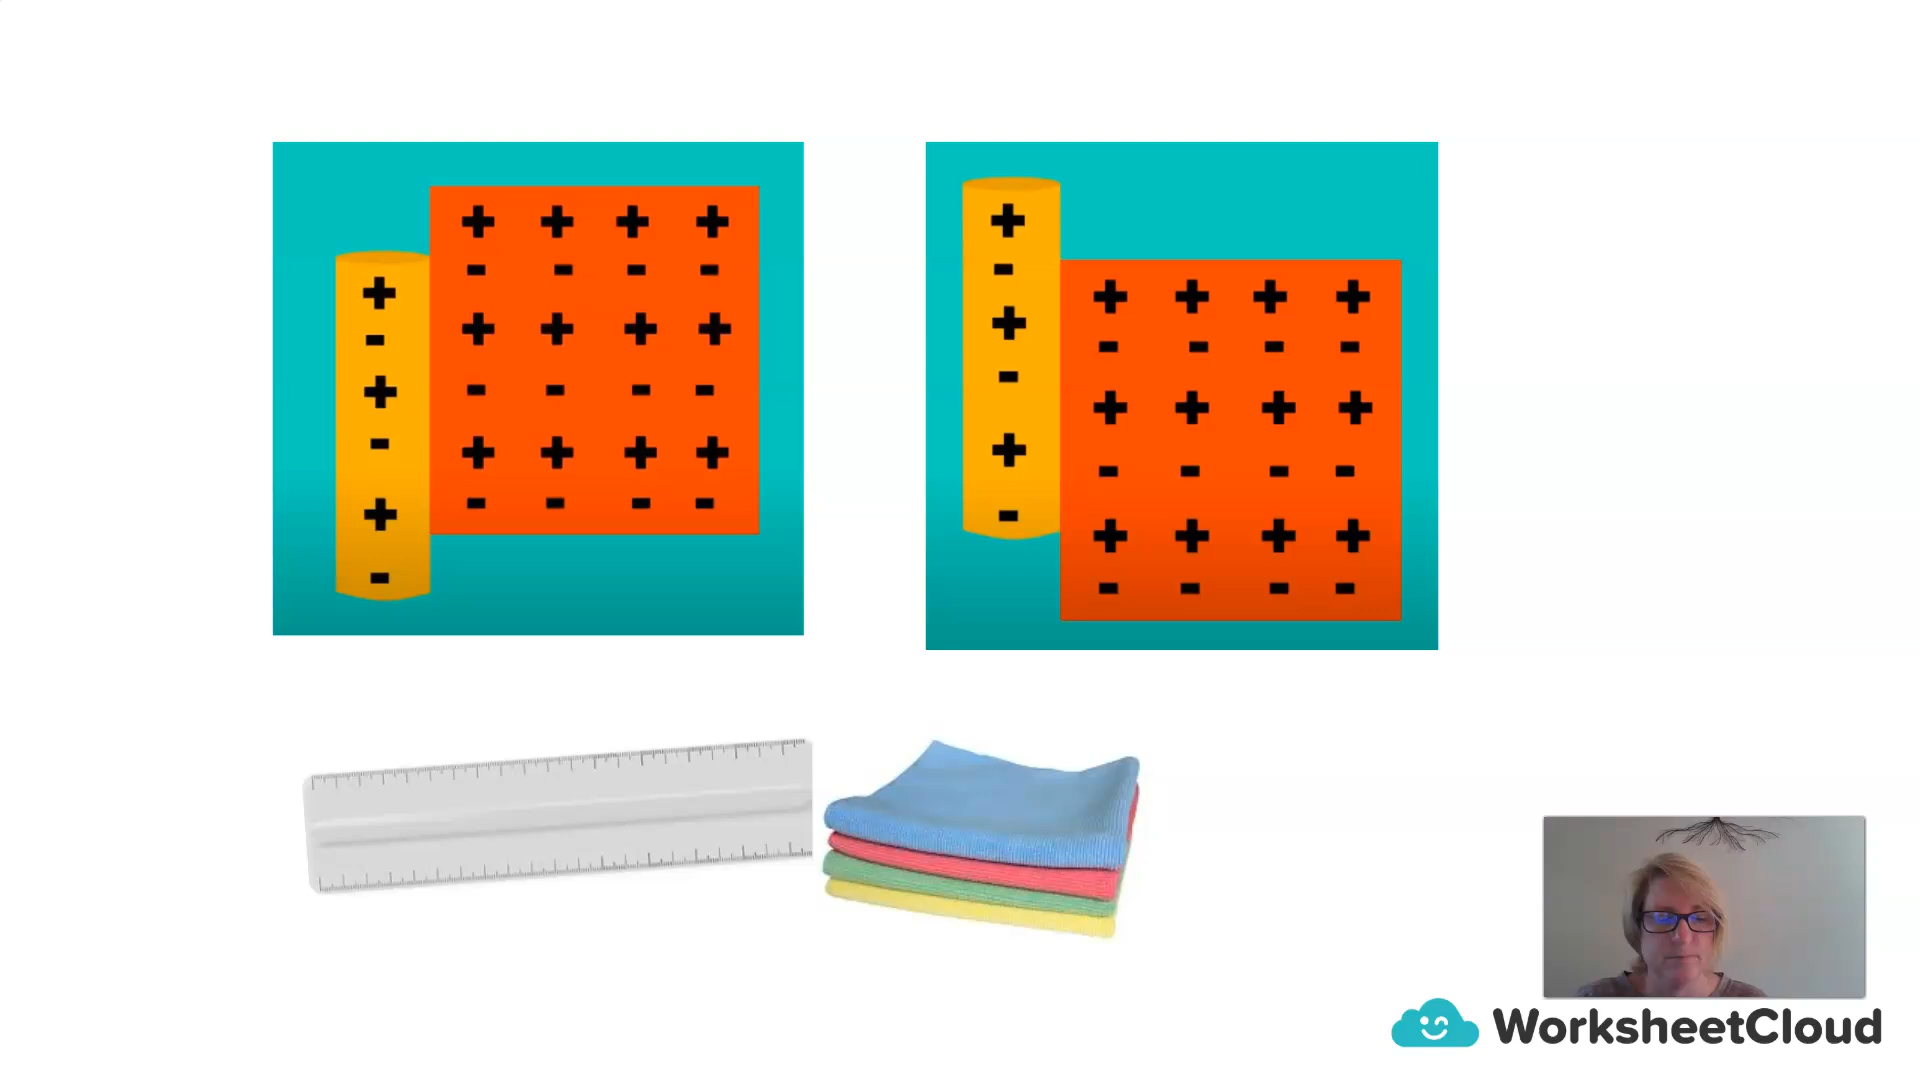 + + + +
- - - -
+ + + +
- - - -
+ + + +
- - - -
+
-
+
-
+
-
+
-
+
-
+
-
+ + + +
- - - -
+ + + +
- - - -
+ + + +
- - - -
WorksheetCloud